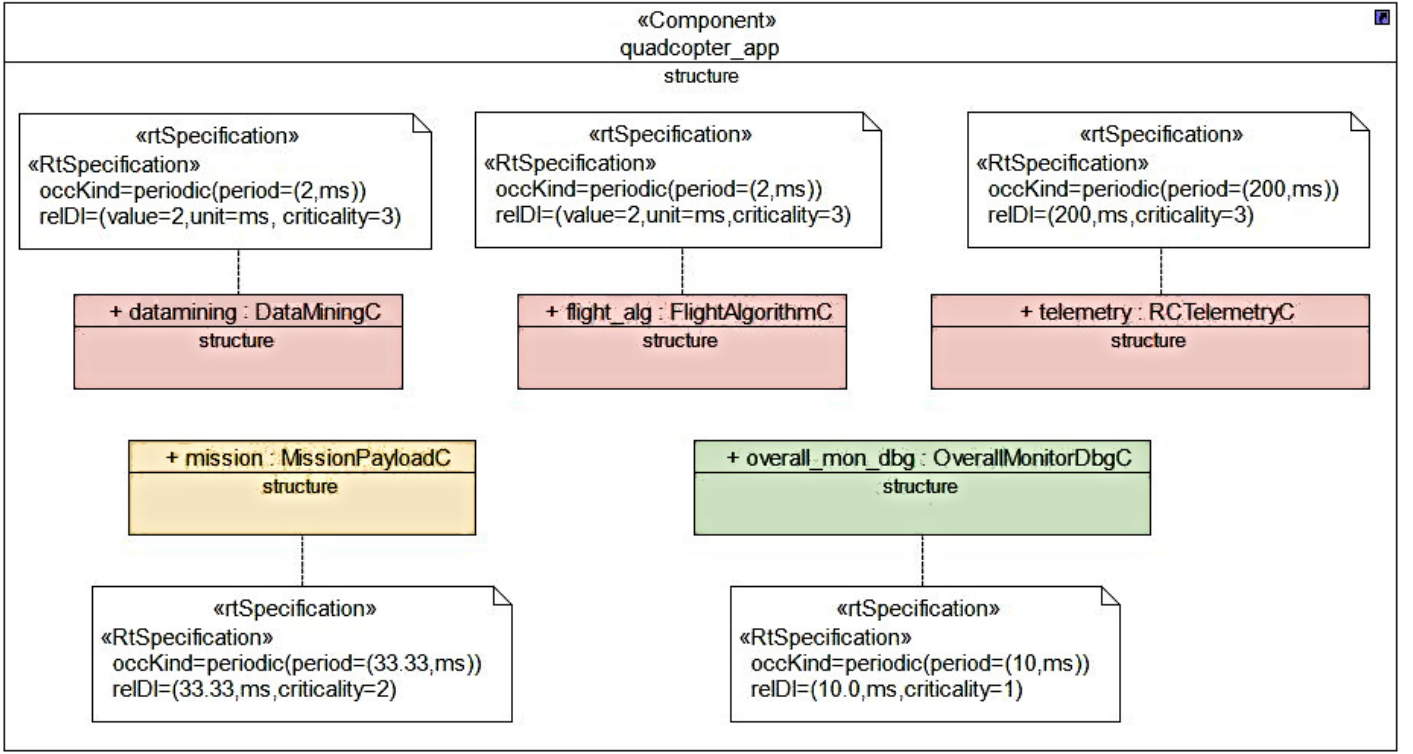 «Component»
quadcopter_app
structure
«rtSpecification»
«RtSpecification»
occKind=periodic(period=(2,ms))
relDl=(value=2,unit=ms, criticality=3)
«rtSpecification»
«RtSpecification»
occKind=periodic(period=(2,ms))
relDl=(value=2,unit=ms,criticality=3)
«rtSpecification»
«RtSpecification»
occKind=periodic(period=(200,ms))
relDl=(200,ms,criticality=3)
+ datamining : DataMiningC
structure
+ flight_alg : FlightAlgorithmC
structure
+ telemetry : RCTelemetryC
structure
+ mission : MissionPayloadC
structure
+ overall_mon_dbg : OverallMonitorDbgC
structure
«rtSpecification»
«RtSpecification»
occKind=periodic(period=(33.33,ms))
relDl=(33.33,ms,criticality=2)
«rtSpecification»
«RtSpecification»
occKind=periodic(period=(10,ms))
relDl=(10.0,ms,criticality=1)